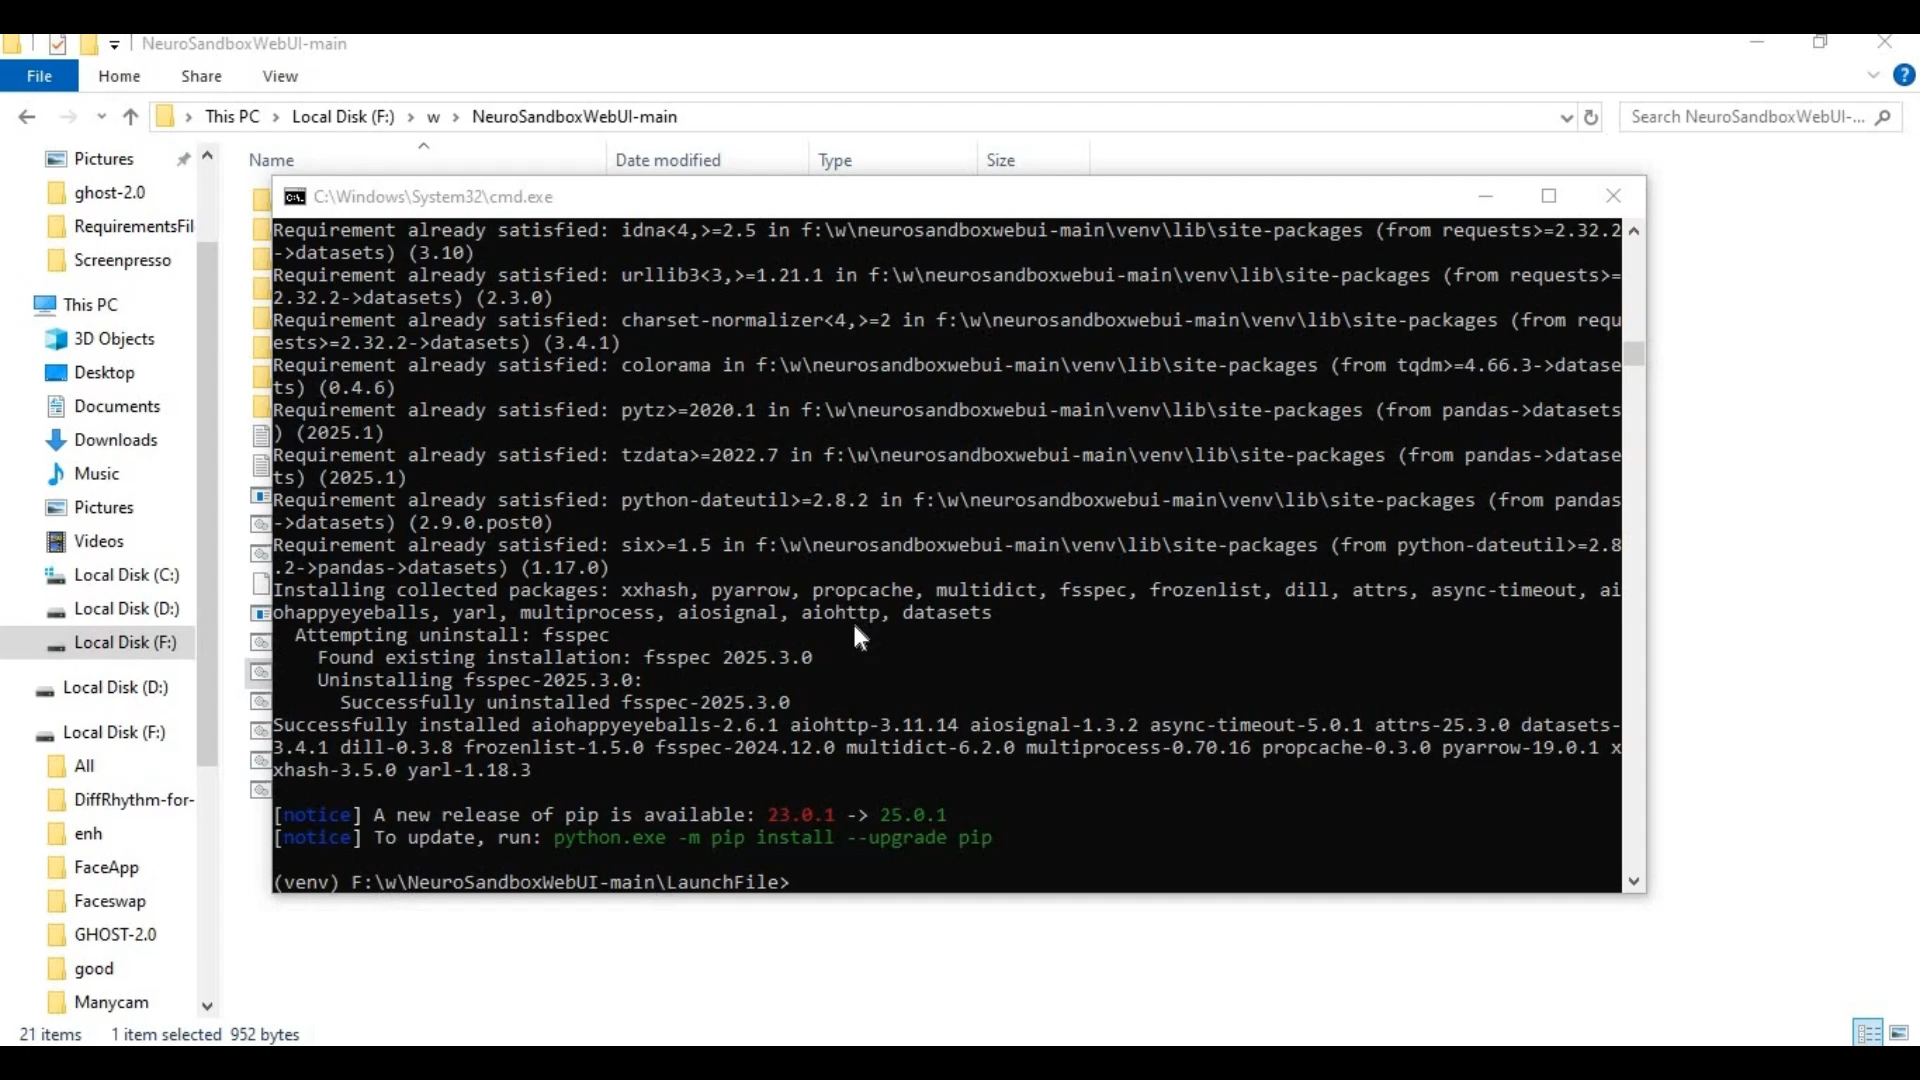 NeuroSandboxWebUI-main
File Home Share View
This PC > Local Disk (F:) > w > NeuroSandboxWebUI-main
Search NeuroSandboxWebUI-...
Name Date modified Type Size
Pictures
ghost-2.0
RequirementsFil
Screenpresso
This PC
3D Objects
Desktop
Documents
Downloads
Music
Pictures
Videos
Local Disk (C:)
Local Disk (D:)
Local Disk (F:)
Local Disk (D:)
Local Disk (F:)
All
DiffRhythm-for-
enh
FaceApp
Faceswap
GHOST-2.0
good
Manycam
C:\Windows\System32\cmd.exe
Requirement already satisfied: idna<4,>=2.5 in f:\w\neurosandboxwebui-main\venv\lib\site-packages (from requests>=2.32.2
->datasets) (3.10)
Requirement already satisfied: urllib3<3,>=1.21.1 in f:\w\neurosandboxwebui-main\venv\lib\site-packages (from requests>=
2.32.2->datasets) (2.3.0)
Requirement already satisfied: charset-normalizer<4,>=2 in f:\w\neurosandboxwebui-main\venv\lib\site-packages (from requ
ests>=2.32.2->datasets) (3.4.1)
Requirement already satisfied: colorama in f:\w\neurosandboxwebui-main\venv\lib\site-packages (from tqdm>=4.66.3->datase
ts) (0.4.6)
Requirement already satisfied: pytz>=2020.1 in f:\w\neurosandboxwebui-main\venv\lib\site-packages (from pandas->datasets
) (2025.1)
Requirement already satisfied: tzdata>=2022.7 in f:\w\neurosandboxwebui-main\venv\lib\site-packages (from pandas->datase
ts) (2025.1)
Requirement already satisfied: python-dateutil>=2.8.2 in f:\w\neurosandboxwebui-main\venv\lib\site-packages (from pandas
->datasets) (2.9.0.post0)
Requirement already satisfied: six>=1.5 in f:\w\neurosandboxwebui-main\venv\lib\site-packages (from python-dateutil>=2.8
.2->pandas->datasets) (1.17.0)
Installing collected packages: xxhash, pyarrow, propcache, multidict, fsspec, frozenlist, dill, attrs, async-timeout, ai
ohappyeyeballs, yarl, multiprocess, aiosignal, aiohttp, datasets
Attempting uninstall: fsspec
Found existing installation: fsspec 2025.3.0
Uninstalling fsspec-2025.3.0:
Successfully uninstalled fsspec-2025.3.0
Successfully installed aiohappyeyeballs-2.6.1 aiohttp-3.11.14 aiosignal-1.3.2 async-timeout-5.0.1 attrs-25.3.0 datasets-
3.4.1 dill-0.3.8 frozenlist-1.5.0 fsspec-2024.12.0 multidict-6.2.0 multiprocess-0.70.16 propcache-0.3.0 pyarrow-19.0.1 x
xhash-3.5.0 yarl-1.18.3
[notice] A new release of pip is available: 23.0.1 -> 25.0.1
[notice] To update, run: python.exe -m pip install --upgrade pip
(venv) F:\w\NeuroSandboxWebUI-main\LaunchFile>
21 items 1 item selected 952 bytes